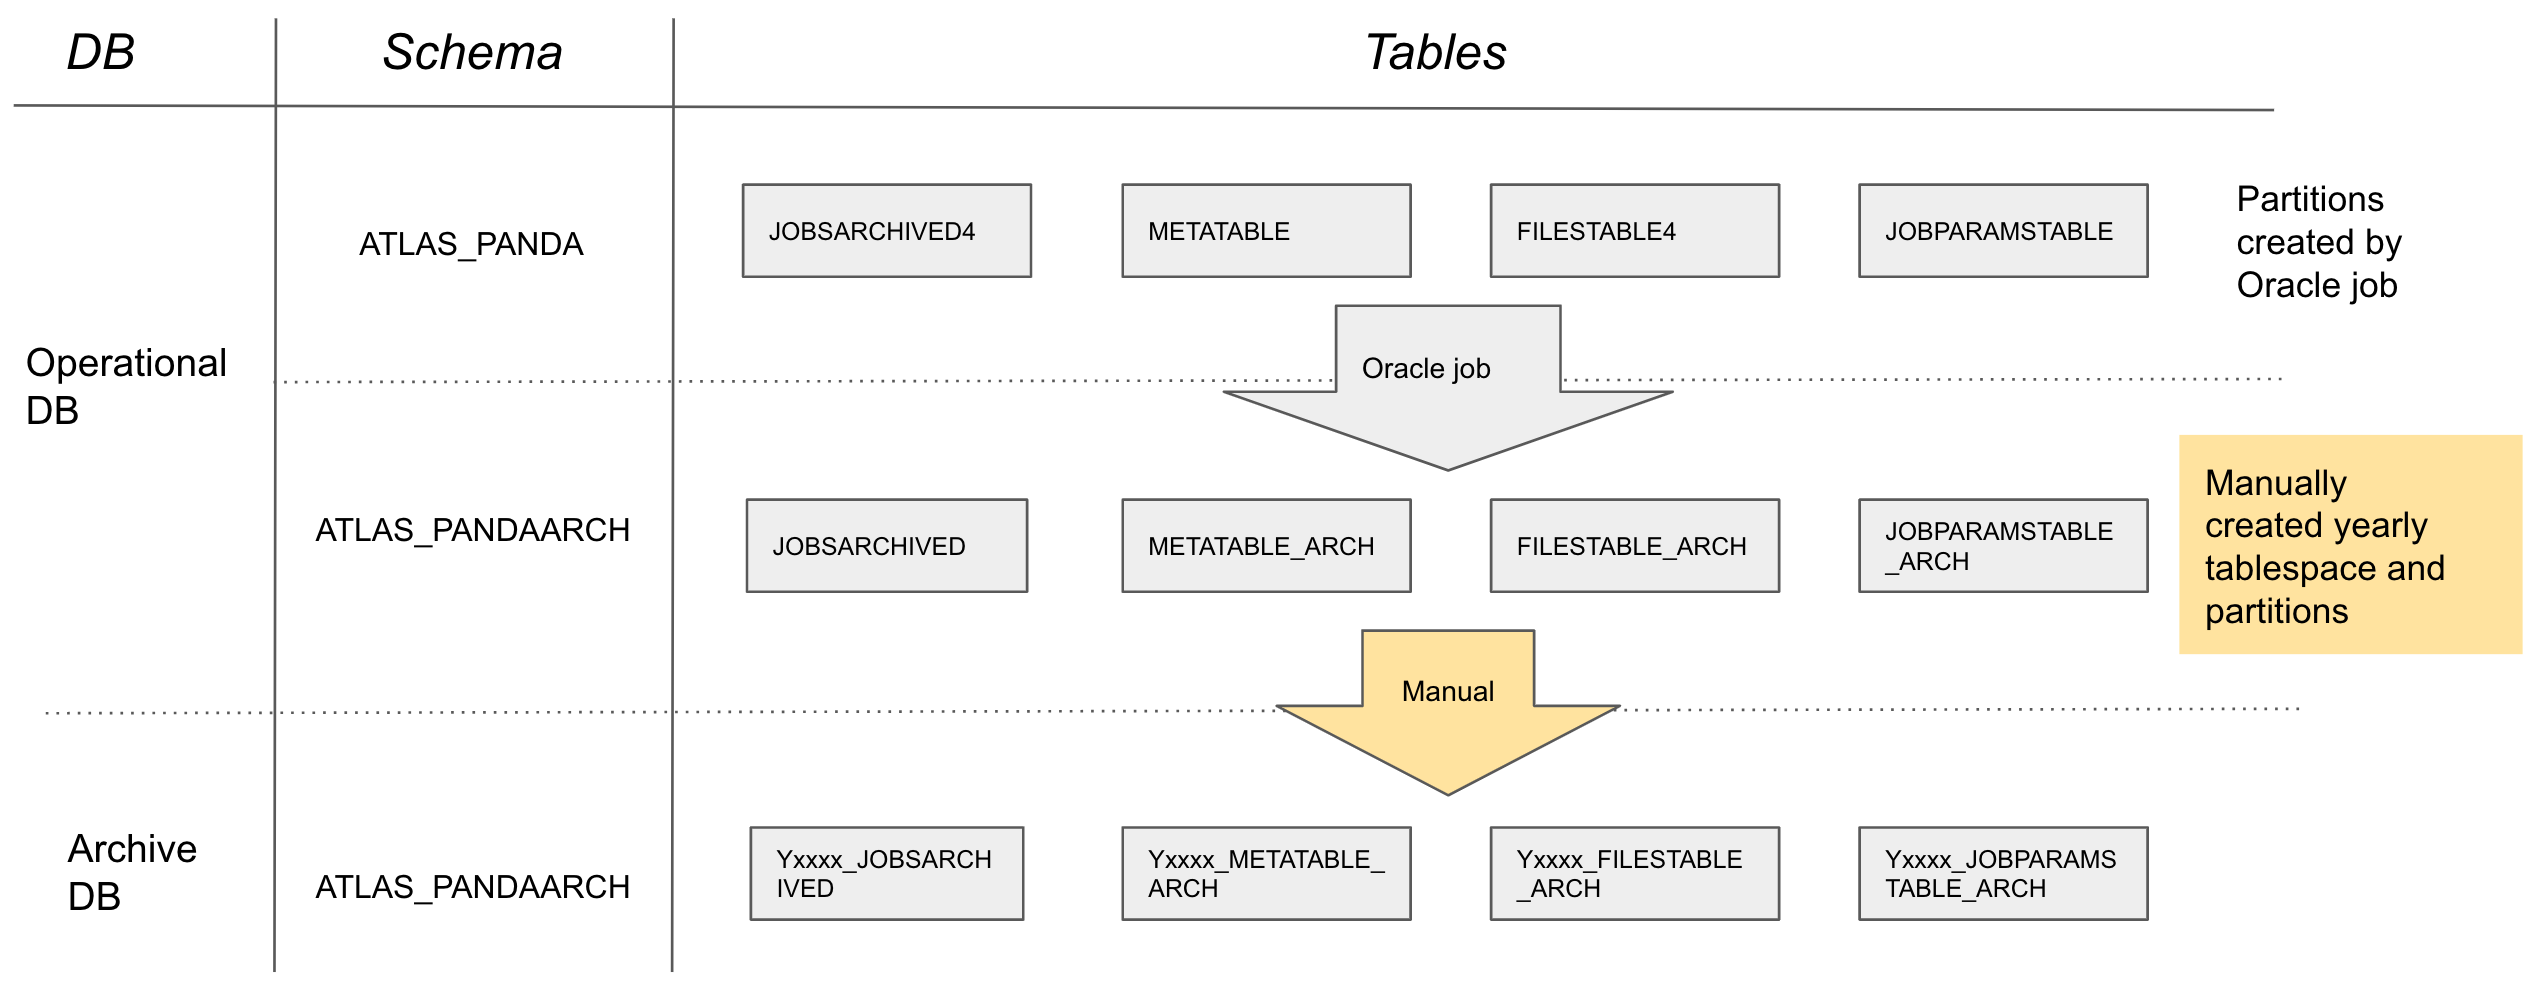 DB
Schema
Tables
JOBSARCHIVED4
METATABLE
FILESTABLE4
JOBPARAMSTABLE
Partitions
created by
Oracle job
ATLAS_PANDA
Oracle job
Operational
DB
ATLAS_PANDAARCH
JOBSARCHIVED
METATABLE_ARCH
FILESTABLE_ARCH
JOBPARAMSTABLE
_ARCH
Manually
created yearly
tablespace and
partitions
Manual
Archive
DB
ATLAS_PANDAARCH
Yxxxx_JOBSARCH
IVED
Yxxxx_METATABLE_
ARCH
Yxxxx_FILESTABLE
_ARCH
Yxxxx_JOBPARAMS
TABLE_ARCH